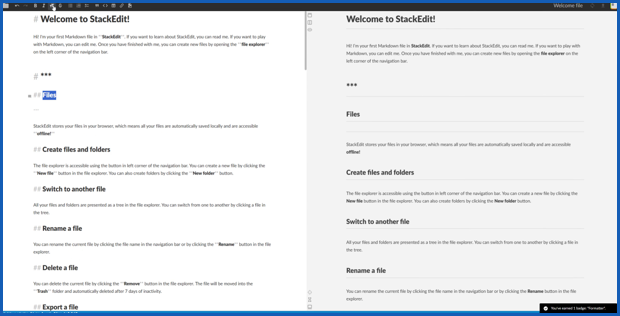 Welcome file
# Welcome to StackEdit!
Hi! I'm your first Markdown file in **StackEdit**. If you want to learn about StackEdit, you can read me. If you want to play
with Markdown, you can edit me. Once you have finished with me, you can create new files by opening the **file explorer**
on the left corner of the navigation bar.
# ***
## Files
StackEdit stores your files in your browser, which means all your files are automatically saved locally and are accessible
**offline!**
## Create files and folders
The file explorer is accessible using the button in left corner of the navigation bar. You can create a new file by clicking the
**New file** button in the file explorer. You can also create folders by clicking the **New folder** button.
## Switch to another file
All your files and folders are presented as a tree in the file explorer. You can switch from one to another by clicking a file in
the tree.
## Rename a file
You can rename the current file by clicking the file name in the navigation bar or by clicking the **Rename** button in the file
explorer.
## Delete a file
You can delete the current file by clicking the **Remove** button in the file explorer. The file will be moved into the
**Trash** folder and automatically deleted after 7 days of inactivity.
## Export a file
Welcome to StackEdit!
Hi! I'm your first Markdown file in StackEdit. If you want to learn about StackEdit, you can read me. If you want to play with
Markdown, you can edit me. Once you have finished with me, you can create new files by opening the file explorer on the
left corner of the navigation bar.
***
Files
StackEdit stores your files in your browser, which means all your files are automatically saved locally and are accessible
offline!
Create files and folders
The file explorer is accessible using the button in left corner of the navigation bar. You can create a new file by clicking the
New file button in the file explorer. You can also create folders by clicking the New folder button.
Switch to another file
All your files and folders are presented as a tree in the file explorer. You can switch from one to another by clicking a file in
the tree.
Rename a file
You can rename the current file by clicking the file name in the navigation bar or by clicking the Rename button in the file
explorer.
You've earned 1 badge: "Formatter"!